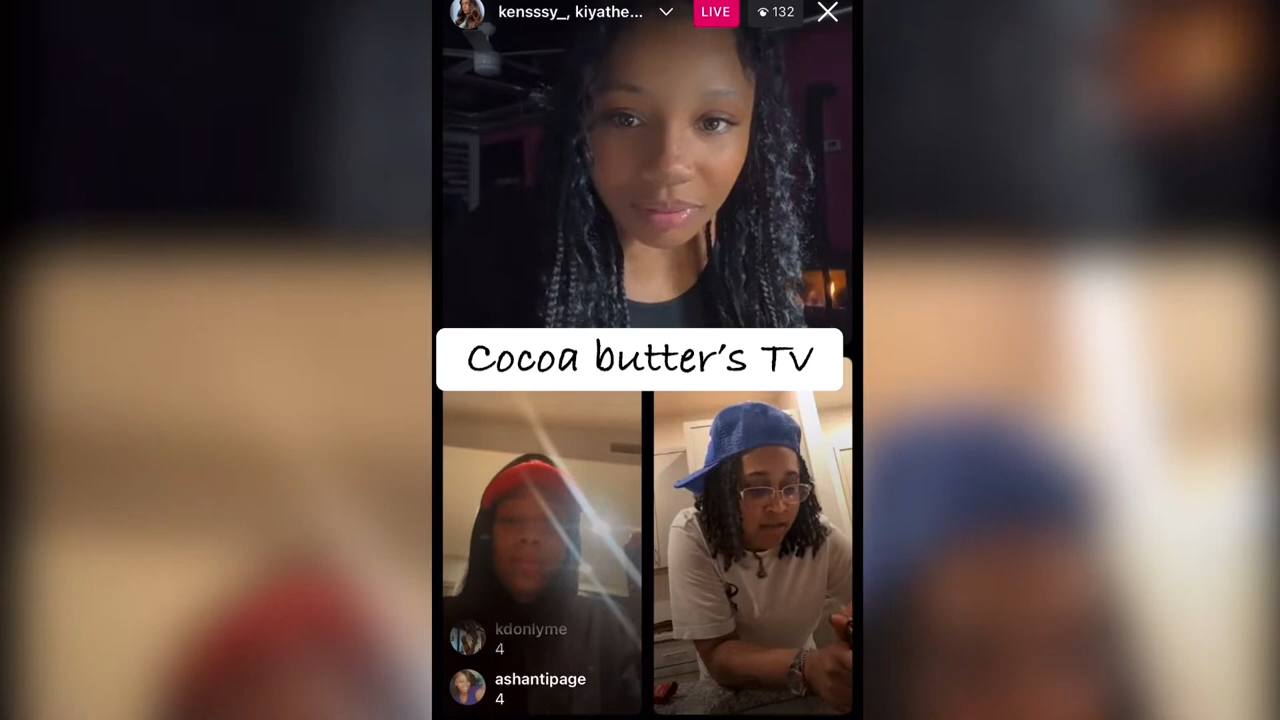 kensssy_, kiyathe... LIVE 132
Cocoa butter's TV
kdonlyme
4
ashantipage
4